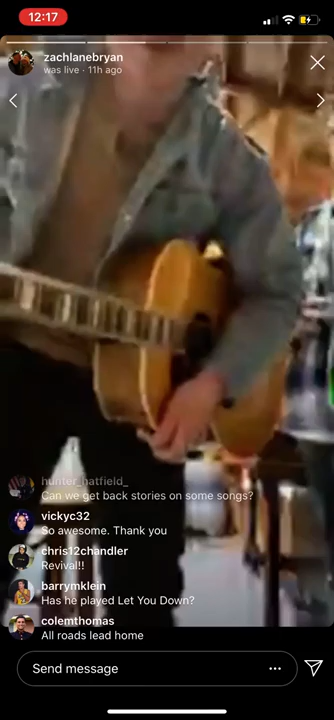 12:17
zachlanebryan
was live · 11h ago
hunter_hatfield_
Can we get back stories on some songs?
vickyc32
So awesome. Thank you
chris12chandler
Revival!!
barrymklein
Has he played Let You Down?
colemthomas
All roads lead home
Send message